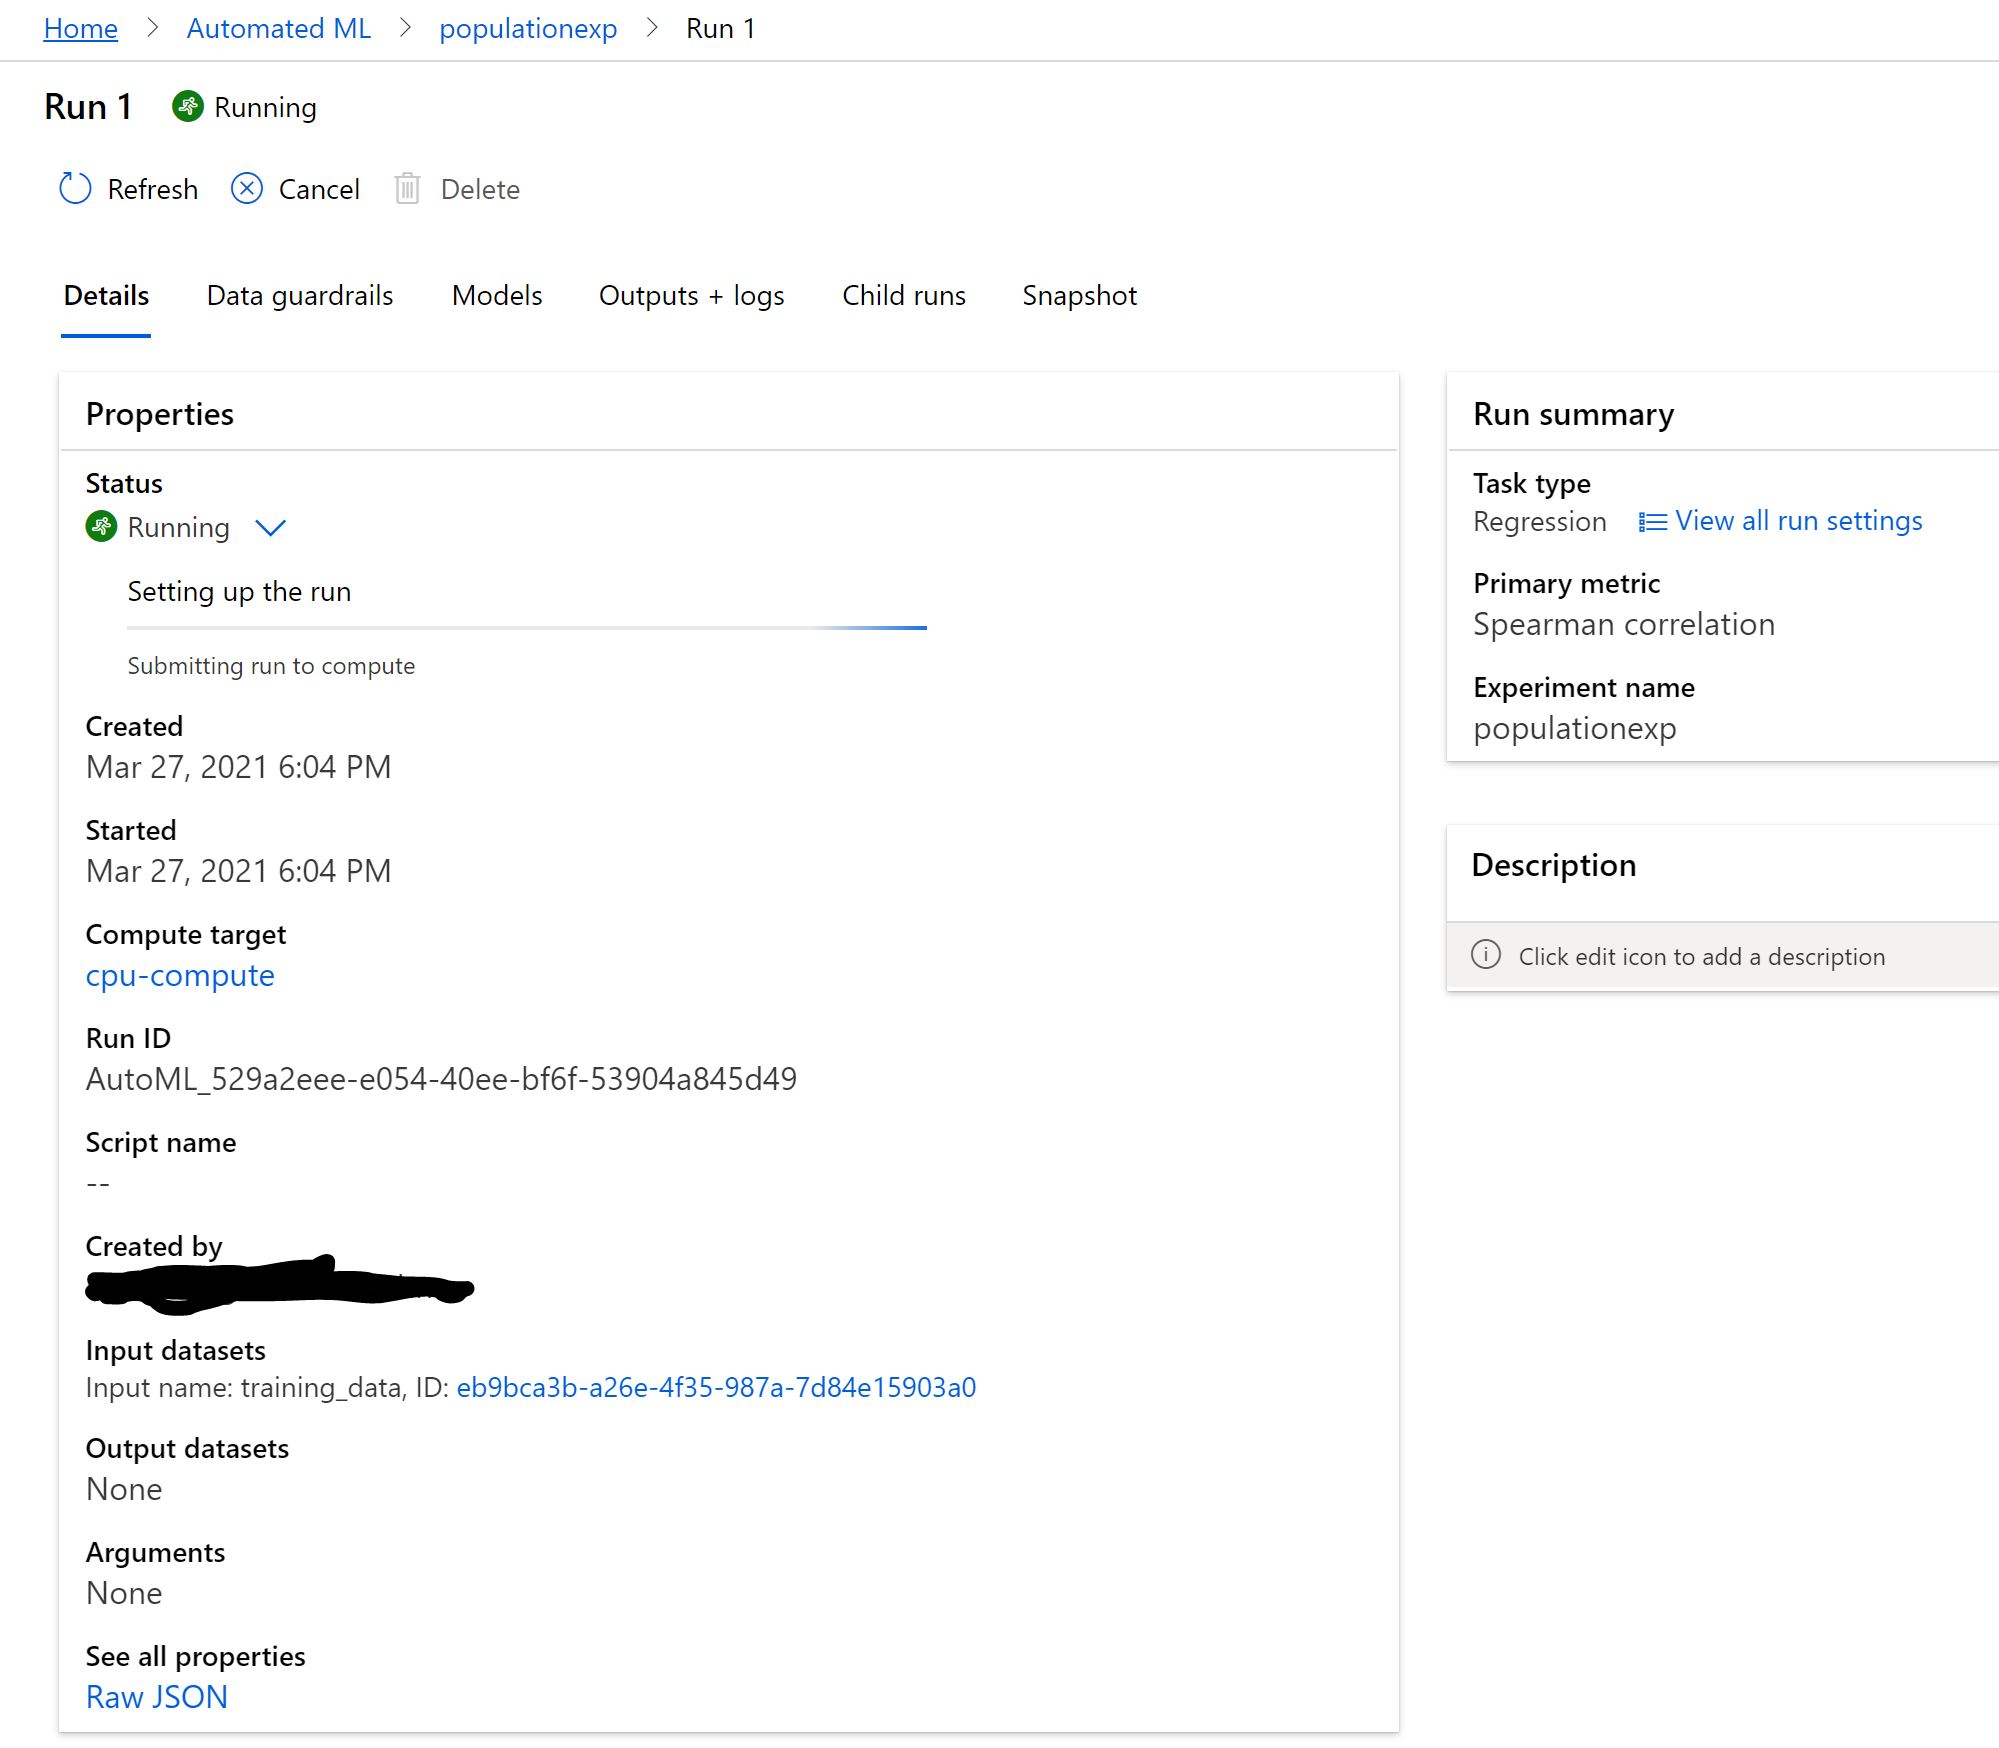 Home > Automated ML > populationexp > Run 1
Run 1 Running
Refresh Cancel Delete
Details Data guardrails Models Outputs + logs Child runs Snapshot
Properties
Status
Running
Setting up the run
Submitting run to compute
Created
Mar 27, 2021 6:04 PM
Started
Mar 27, 2021 6:04 PM
Compute target
cpu-compute
Run ID
AutoML_529a2eee-e054-40ee-bf6f-53904a845d49
Script name
--
Created by
Input datasets
Input name: training_data, ID: eb9bca3b-a26e-4f35-987a-7d84e15903a0
Output datasets
None
Arguments
None
See all properties
Raw JSON
Run summary
Task type
Regression View all run settings
Primary metric
Spearman correlation
Experiment name
populationexp
Description
Click edit icon to add a description